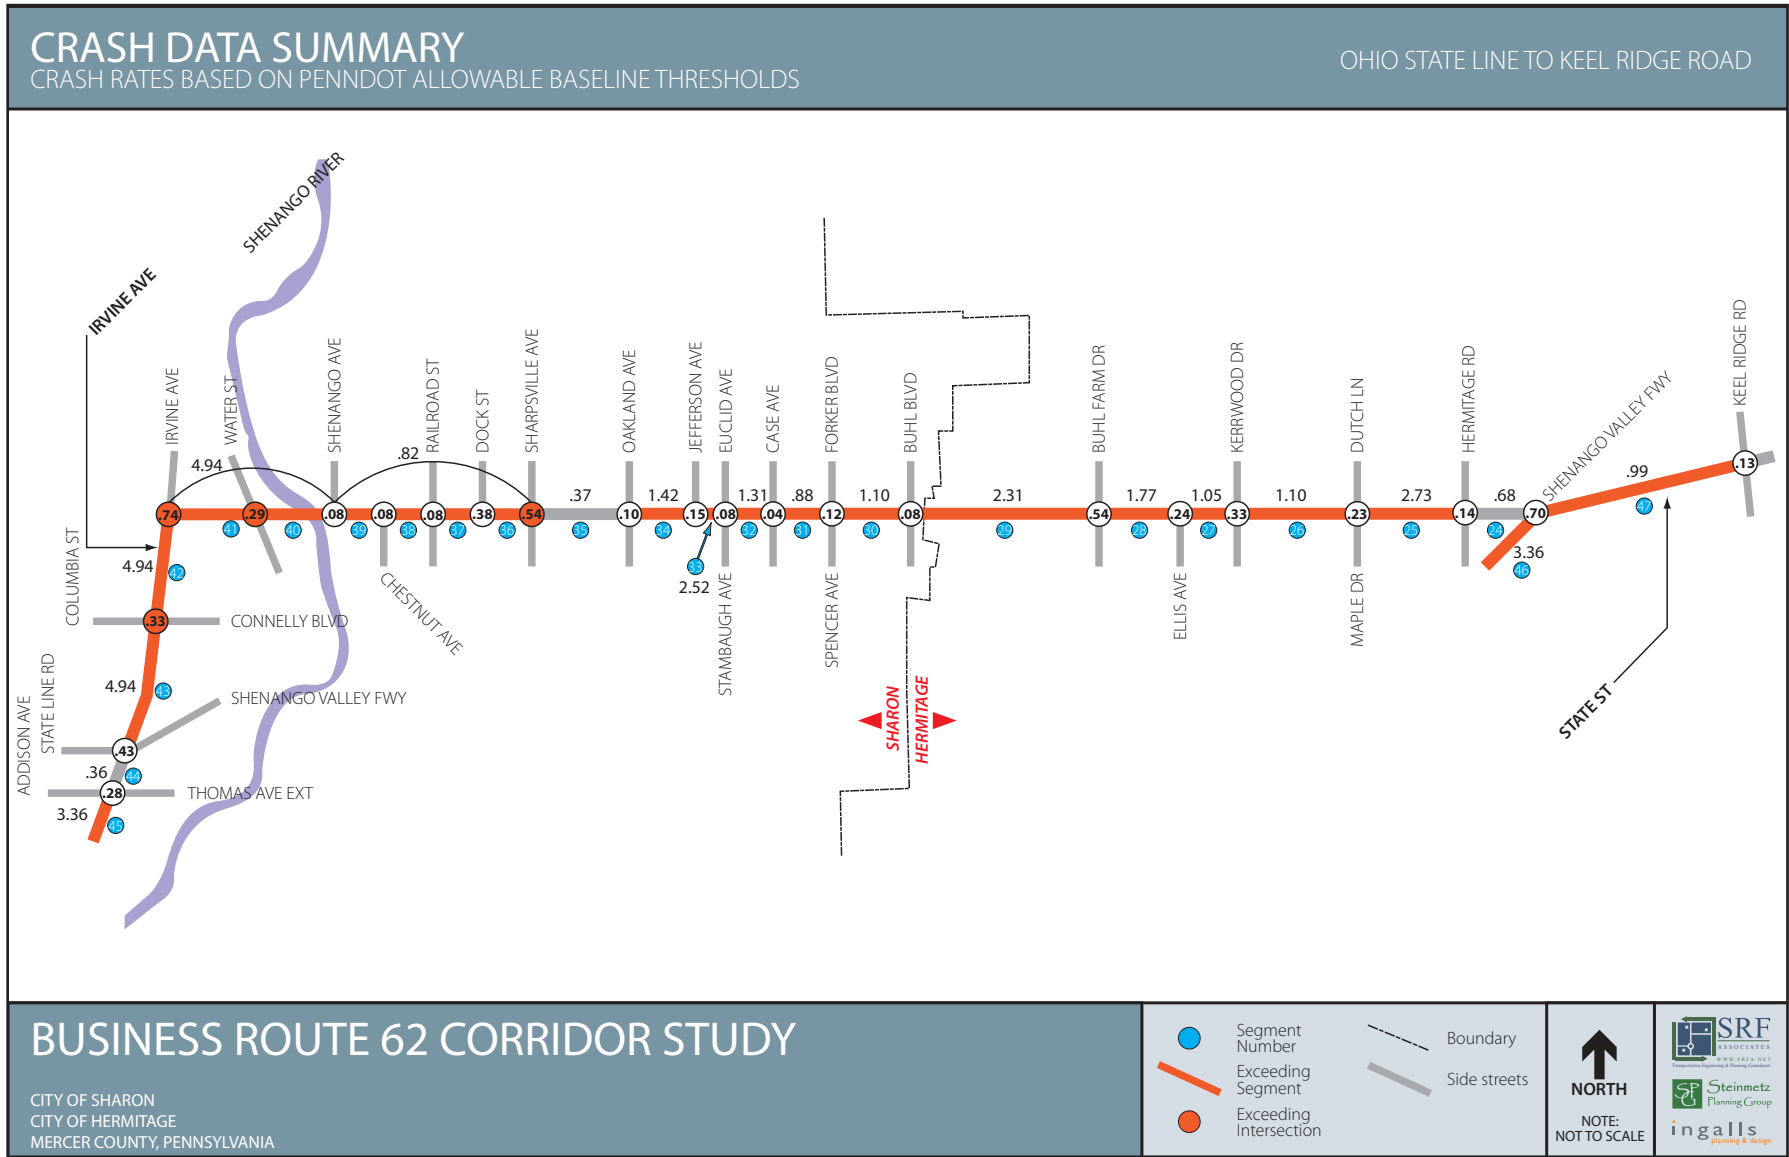 CRASH DATA SUMMARY
CRASH RATES BASED ON PENNDOT ALLOWABLE BASELINE THRESHOLDS
OHIO STATE LINE TO KEEL RIDGE ROAD
SHENANGO RIVER
IRVINE AVE
IRVINE AVE
WATER ST
SHENANGO AVE
RAILROAD ST
DOCK ST
SHARPSVILLE AVE
OAKLAND AVE
JEFFERSON AVE
EUCLID AVE
CASE AVE
FORKER BLVD
BUHL BLVD
BUHL FARM DR
KERRWOOD DR
DUTCH LN
HERMITAGE RD
SHENANGO VALLEY FWY
KEEL RIDGE RD
4.94
.82
.37
1.42
1.31
.88
1.10
2.31
1.77
1.05
1.10
2.73
.68
.99
.74
.29
.08
.08
.08
.38
.54
.10
.15
.08
.04
.12
.08
.54
.24
.33
.23
.14
.70
.13
41
40
39
38
37
36
35
34
32
31
30
29
28
27
26
25
24
47
33
2.52
3.36
46
4.94
42
COLUMBIA ST
.33
CONNELLY BLVD
CHESTNUT AVE
STAMBAUGH AVE
SPENCER AVE
ELLIS AVE
MAPLE DR
4.94
43
SHENANGO VALLEY FWY
STATE LINE RD
ADDISON AVE
.43
.36
44
.28
THOMAS AVE EXT
3.36
45
SHARON
HERMITAGE
STATE ST
BUSINESS ROUTE 62 CORRIDOR STUDY
CITY OF SHARON
CITY OF HERMITAGE
MERCER COUNTY, PENNSYLVANIA
Segment
Number
Exceeding
Segment
Exceeding
Intersection
Boundary
Side streets
NORTH
NOTE:
NOT TO SCALE
SRF
ASSOCIATES
WWW.SRFA.NET
Transportation Engineering & Planning Consultants
SPG
Steinmetz
Planning Group
ingalls
planning & design